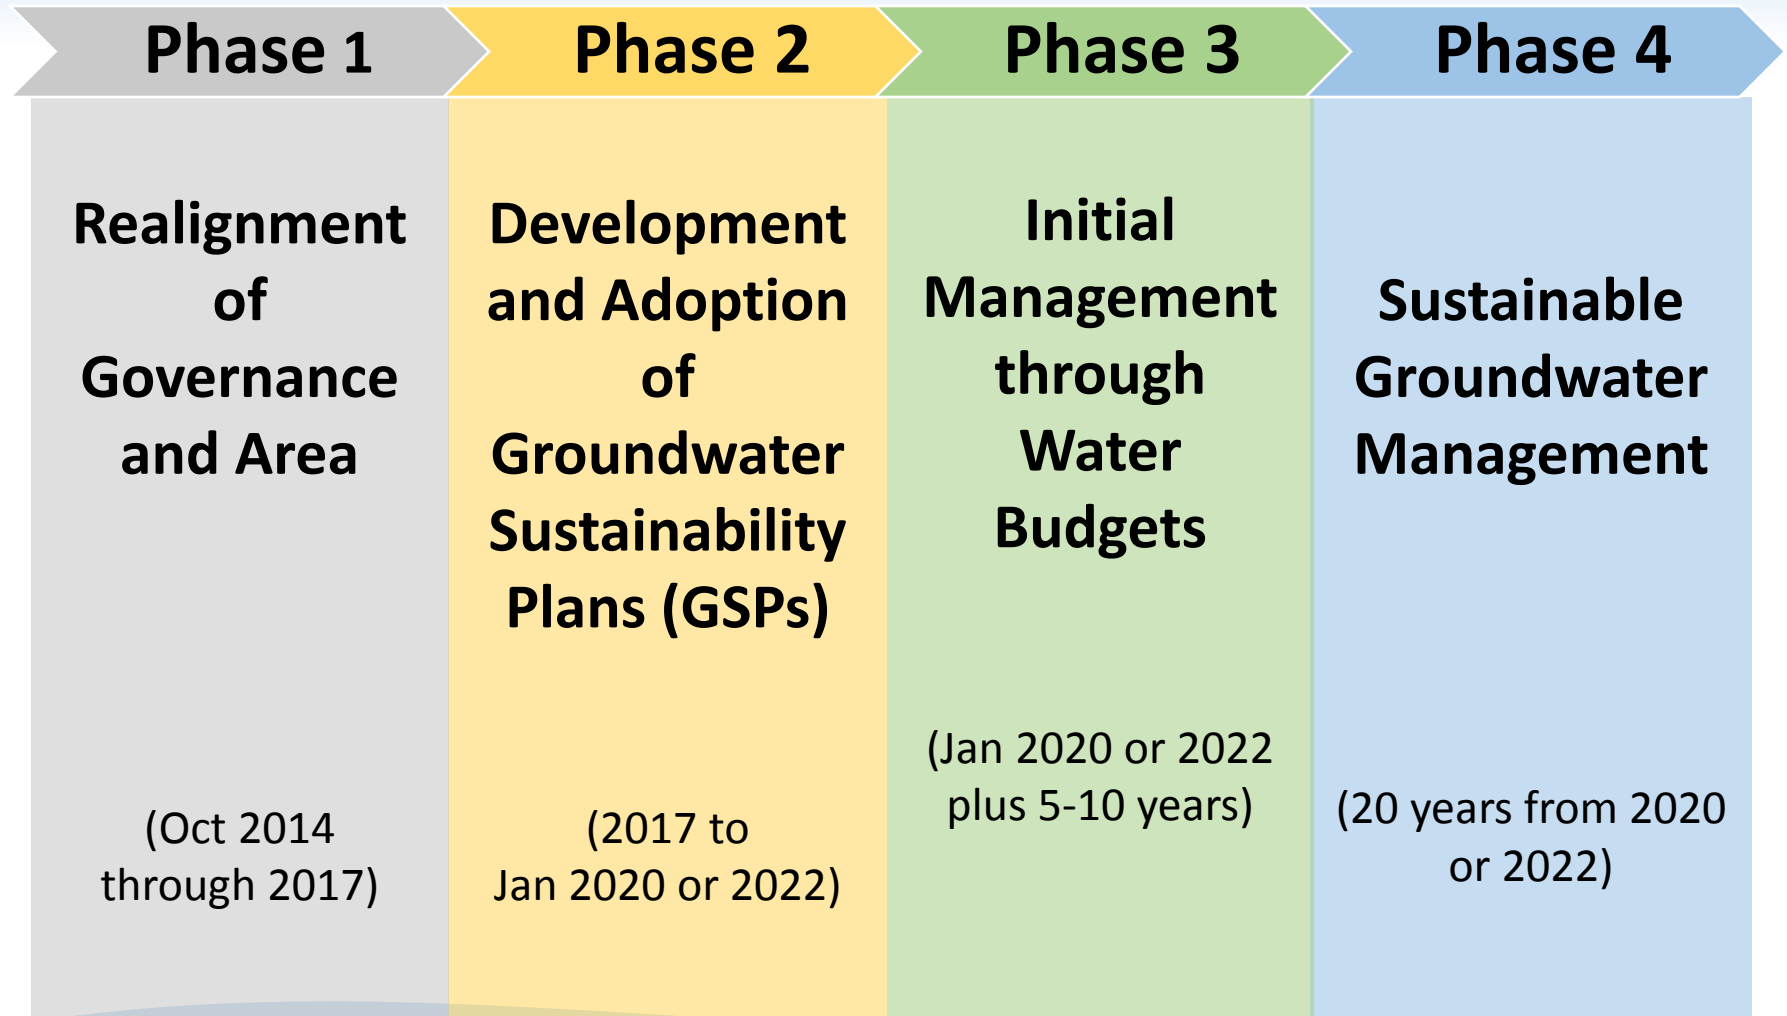 Phase 1
Realignment
of
Governance
and Area
(Oct 2014
through 2017)
Phase 2
Development
and Adoption
of
Groundwater
Sustainability
Plans (GSPs)
(2017 to
Jan 2020 or 2022)
Phase 3
Initial
Management
through
Water
Budgets
(Jan 2020 or 2022
plus 5-10 years)
Phase 4
Sustainable
Groundwater
Management
(20 years from 2020
or 2022)